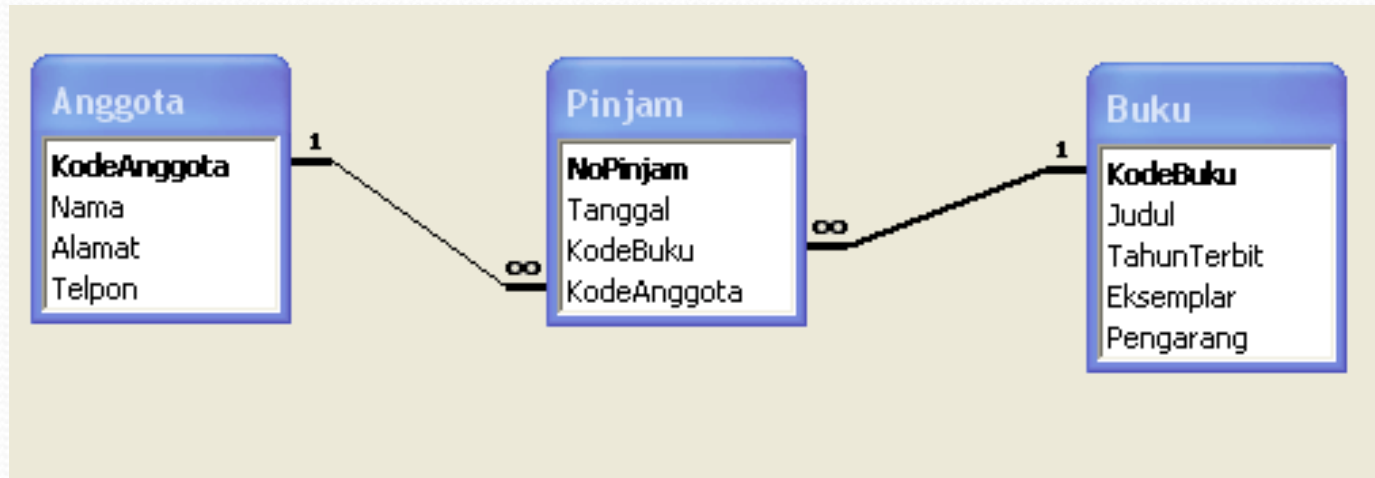 Anggota
KodeAnggota
Nama
Alamat
Telpon
1
∞
Pinjam
NoPinjam
Tanggal
KodeBuku
KodeAnggota
∞
1
Buku
KodeBuku
Judul
TahunTerbit
Eksemplar
Pengarang